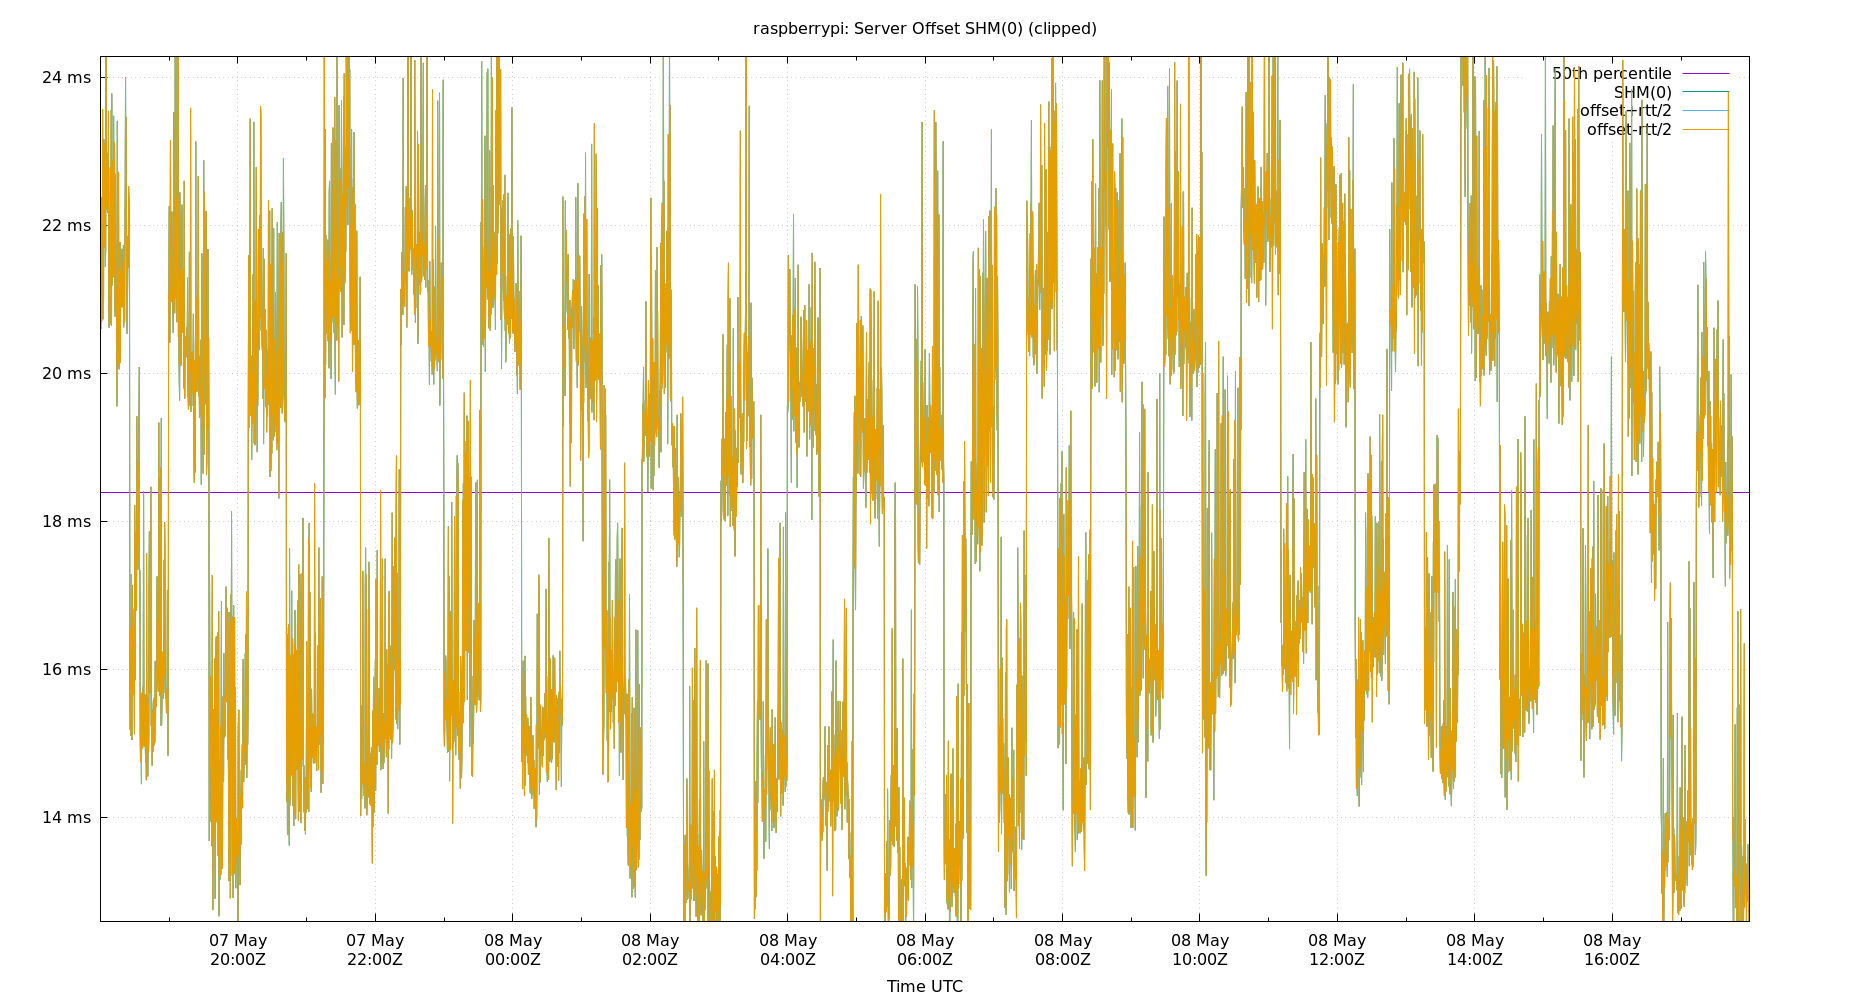 raspberrypi: Server Offset SHM(0) (clipped)
24 ms
22 ms
20 ms
18 ms
16 ms
14 ms
50th percentile
SHM(0)
offset+rtt/2
offset-rtt/2
07 May 07 May 08 May 08 May 08 May 08 May 08 May 08 May 08 May 08 May 08 May
20:00Z 22:00Z 00:00Z 02:00Z 04:00Z 06:00Z 08:00Z 10:00Z 12:00Z 14:00Z 16:00Z
Time UTC